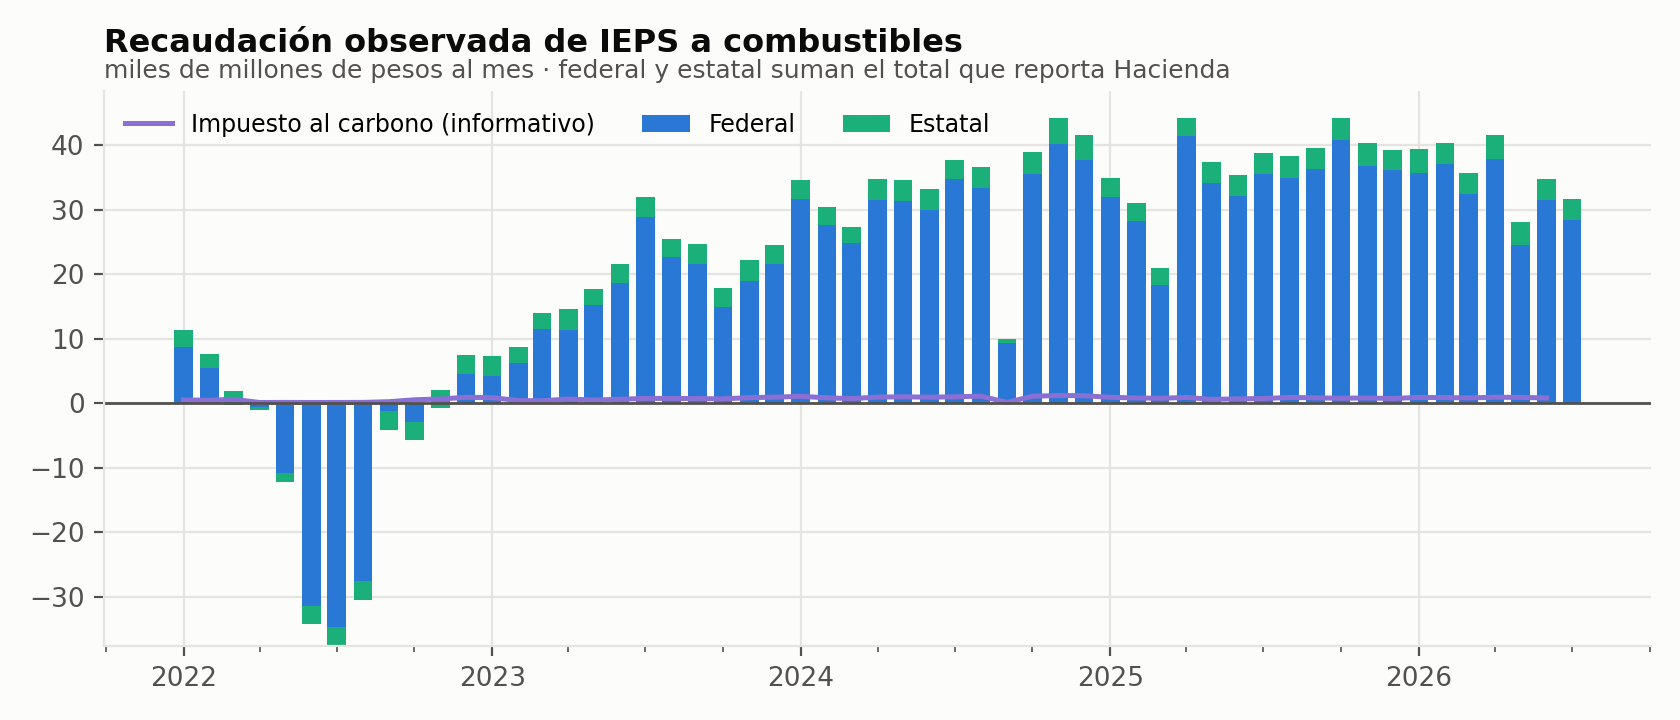 Recaudación observada de IEPS a combustibles
miles de millones de pesos al mes · federal y estatal suman el total que reporta Hacienda
Impuesto al carbono (informativo) Federal Estatal
40
30
20
10
0
−10
−20
−30
2022 2023 2024 2025 2026